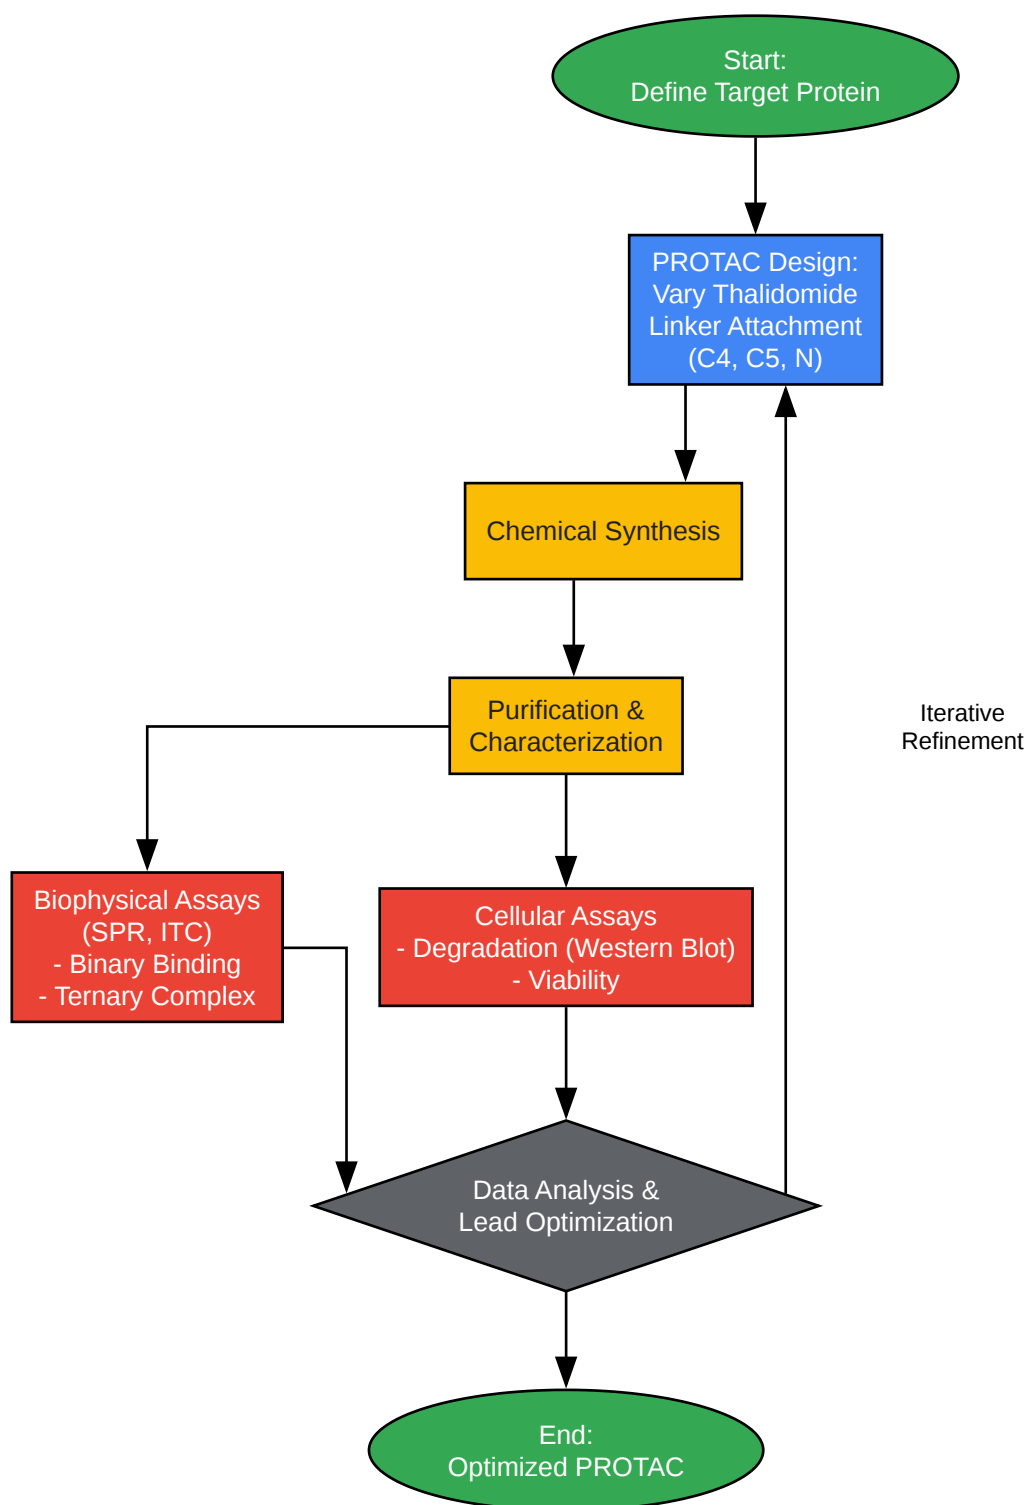 Start:
Define Target Protein
PROTAC Design:
Vary Thalidomide
Linker Attachment
(C4, C5, N)
Chemical Synthesis
Purification &
Characterization
Iterative
Refinement
Biophysical Assays
(SPR, ITC)
- Binary Binding
- Ternary Complex
Cellular Assays
- Degradation (Western Blot)
- Viability
Data Analysis &
Lead Optimization
End:
Optimized PROTAC